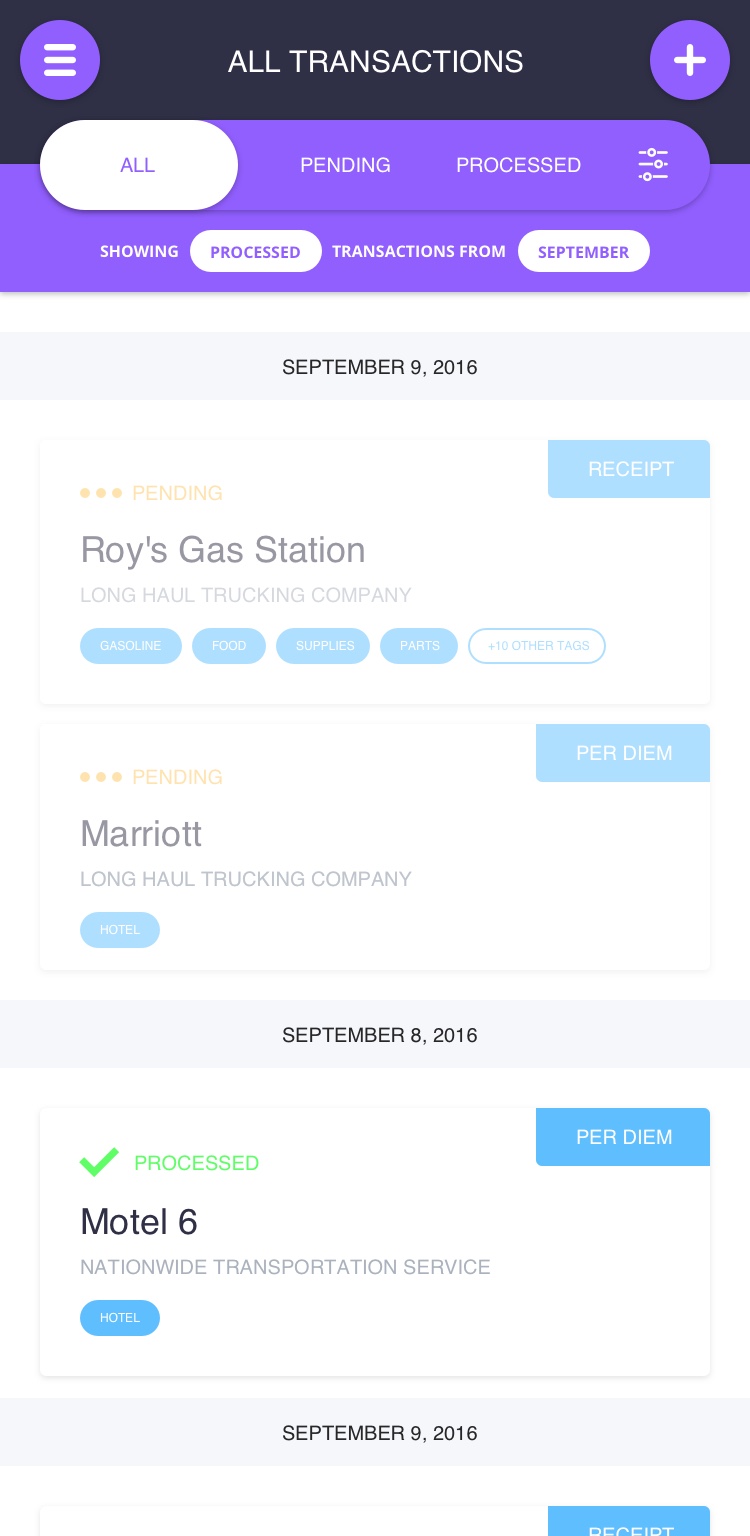 ALL TRANSACTIONS
ALL PENDING PROCESSED
SHOWING PROCESSED TRANSACTIONS FROM SEPTEMBER
SEPTEMBER 9, 2016
RECEIPT
PENDING
Roy's Gas Station
LONG HAUL TRUCKING COMPANY
GASOLINE FOOD SUPPLIES PARTS +10 OTHER TAGS
PER DIEM
PENDING
Marriott
LONG HAUL TRUCKING COMPANY
HOTEL
SEPTEMBER 8, 2016
PER DIEM
PROCESSED
Motel 6
NATIONWIDE TRANSPORTATION SERVICE
HOTEL
SEPTEMBER 9, 2016
RECEIPT